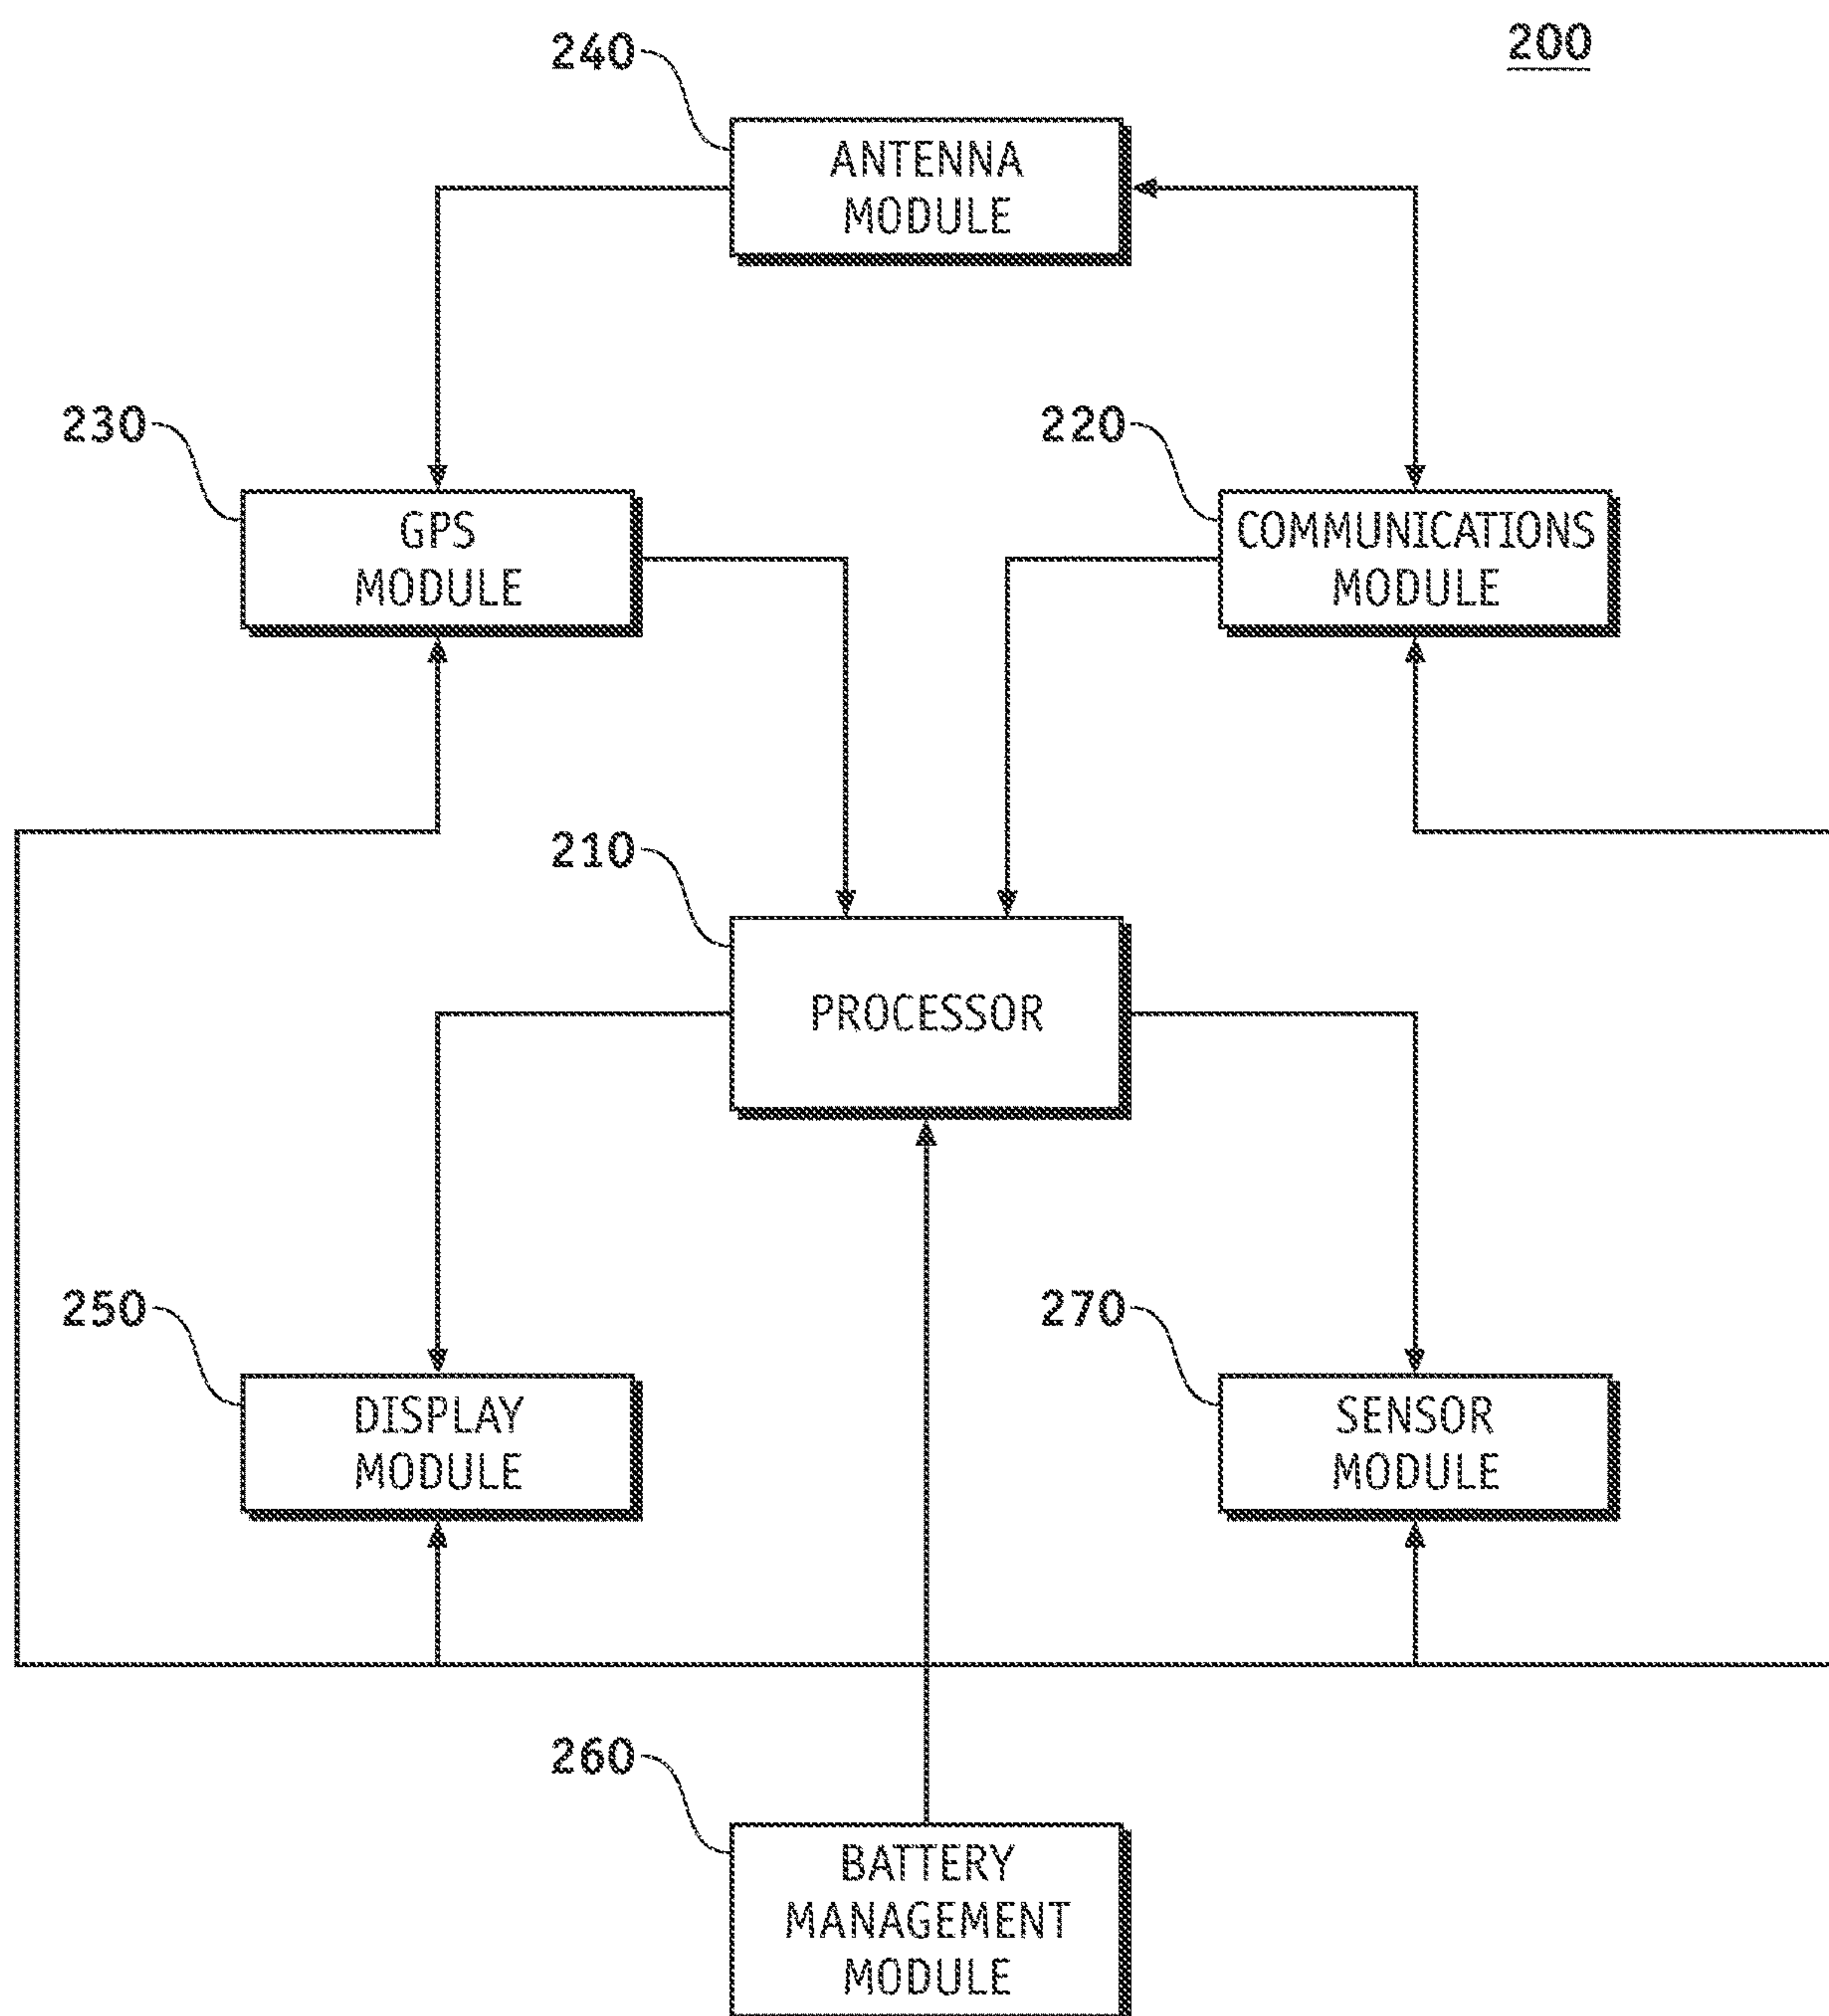 200
240
ANTENNA
MODULE
230
GPS
MODULE
220
COMMUNICATIONS
MODULE
210
PROCESSOR
250
DISPLAY
MODULE
270
SENSOR
MODULE
260
BATTERY
MANAGEMENT
MODULE